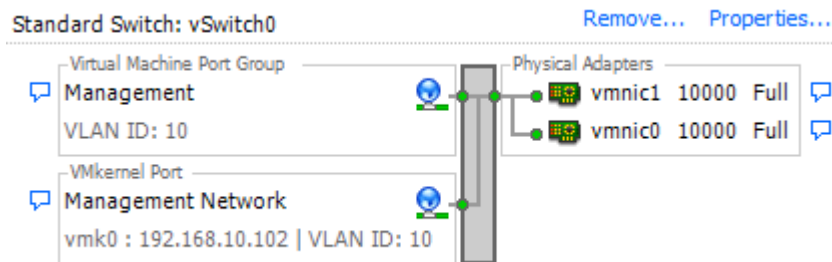 Standard Switch: vSwitch0 Remove... Properties...
Virtual Machine Port Group
Management
VLAN ID: 10
Physical Adapters
vmnic1 10000 Full
vmnic0 10000 Full
VMkernel Port
Management Network
vmk0 : 192.168.10.102 | VLAN ID: 10